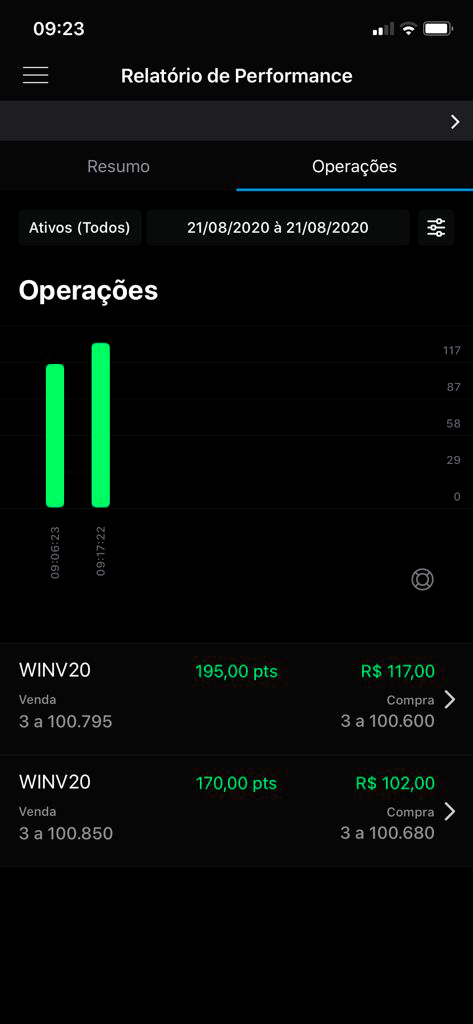 09:23
Relatório de Performance
Resumo Operações
Ativos (Todos) 21/08/2020 à 21/08/2020
Operações
117
87
58
29
0
09:06:23 09:17:22
WINV20 195,00 pts R$ 117,00
Venda Compra
3 a 100.795 3 a 100.600
WINV20 170,00 pts R$ 102,00
Venda Compra
3 a 100.850 3 a 100.680